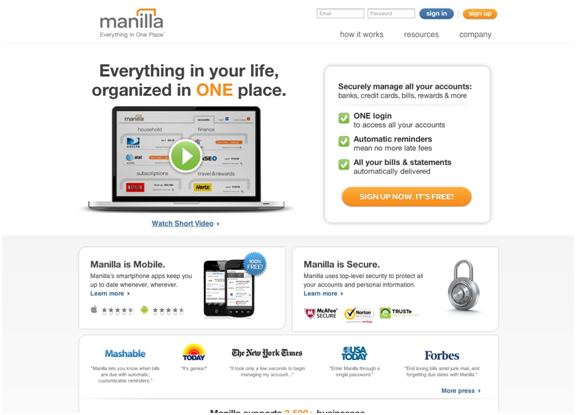 manilla
Everything in One Place
Email
Password
sign in
sign up
how it works
resources
company
Everything in your life,
organized in ONE place.
manilla
household
finance
DIRECTV
at&t
subscriptions
travel & rewards
NETFLIX
Hertz
Watch Short Video
Securely manage all your accounts:
banks, credit cards, bills, rewards & more
ONE login
to access all your accounts
Automatic reminders
mean no more late fees
All your bills & statements
automatically delivered
SIGN UP NOW. IT'S FREE!
Manilla is Mobile.
Manilla's smartphone apps keep you
up to date whenever, wherever.
Learn more
100%
FREE!
Manilla is Secure.
Manilla uses top-level security to protect all
your accounts and personal information.
Learn more
McAfee
SECURE
Norton
TRUSTe
Mashable
TODAY
The New York Times
USA
TODAY
Forbes
"Manilla lets you know when bills
are due with automatic,
customizable reminders."
"It's genius!"
"It took only a few seconds to begin
managing my account..."
"Enter Manilla through a
single password."
"End losing bills amid junk mail, and
forgetting due dates with Manilla."
More press
Manilla supports 3,500+ businesses